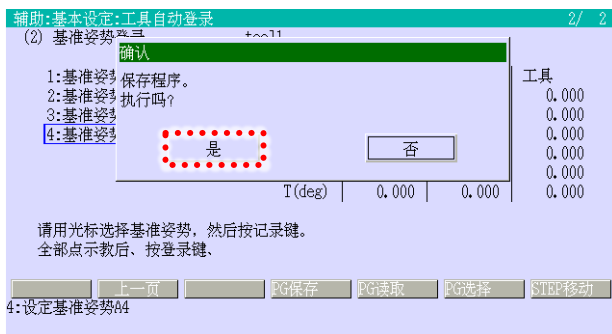 辅助:基本设定:工具自动登录 2/ 2
(2) 基准姿势登录 tool1
确认
保存程序。
执行吗?
是 否
1:基准姿势
2:基准姿势
3:基准姿势
4:基准姿势
工具
0.000
0.000
0.000
0.000
0.000
T(deg) 0.000 0.000 0.000
请用光标选择基准姿势，然后按记录键。
全部点示教后、按登录键、
上一页 PG保存 PG读取 PG选择 STEP移动
4:设定基准姿势A4